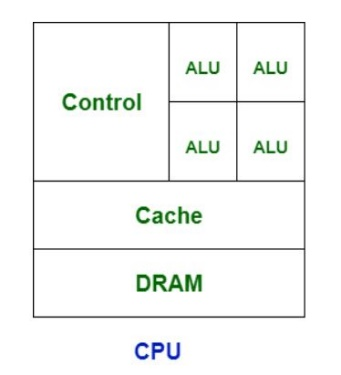 ALU ALU
Control
ALU ALU
Cache
DRAM
CPU